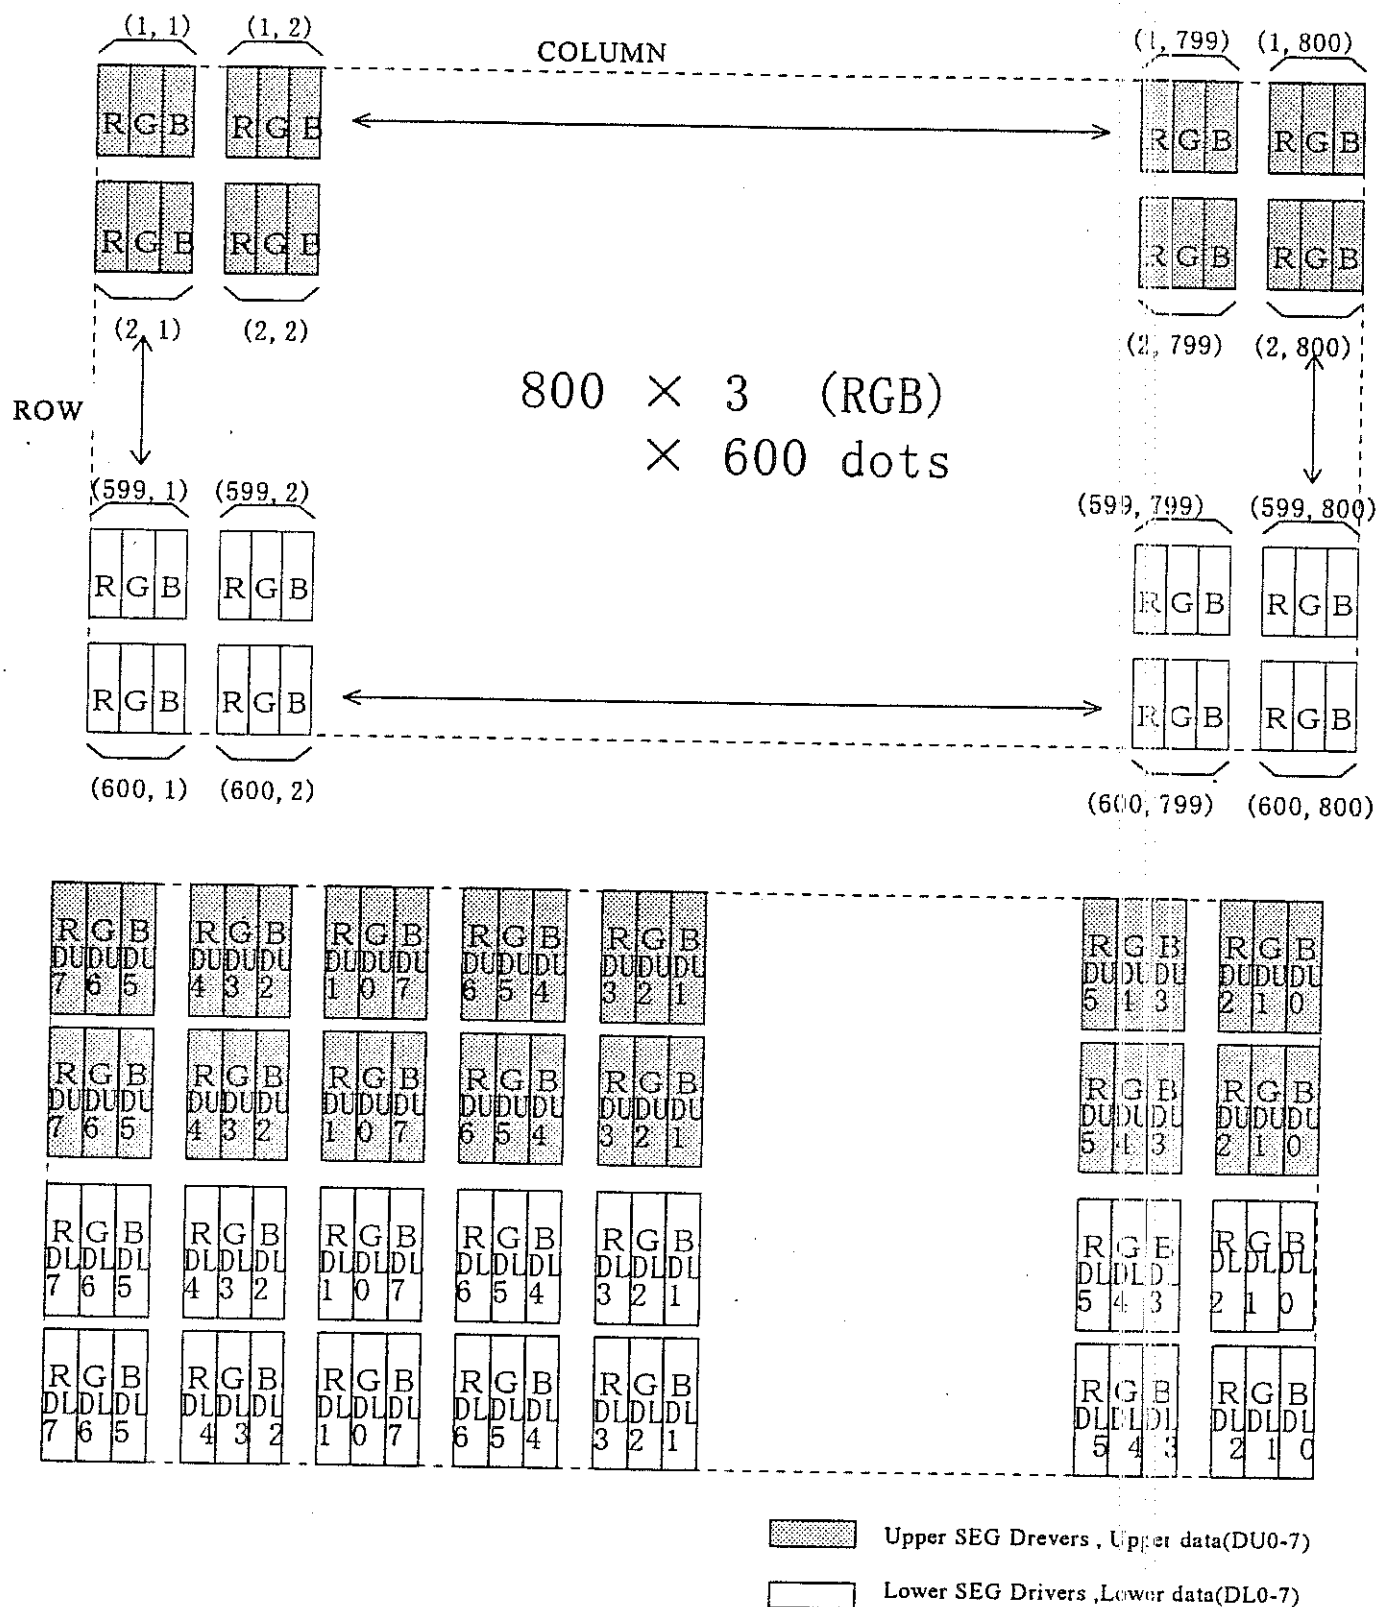 (1, 1) (1, 2) COLUMN (1, 799) (1, 800)
R G B R G B R G B R G B
R G B R G B R G B R G B
(2, 1) (2, 2) (2, 799) (2, 800)
800 × 3 (RGB)
ROW
× 600 dots
(599, 1) (599, 2) (599, 799) (599, 800)
R G B R G B R G B R G B
R G B R G B R G B R G B
(600, 1) (600, 2) (600, 799) (600, 800)
R G B R G B R G B R G B R G B R G B R G B
DU DU DU DU DU DU DU DU DU DU DU DU DU DU DU DU DU DU DU DU DU
7 6 5 4 3 2 1 0 7 6 5 4 3 2 1 5 1 3 2 1 0
R G B R G B R G B R G B R G B R G B R G B
DU DU DU DU DU DU DU DU DU DU DU DU DU DU DU DU DU DU DU DU DU
7 6 5 4 3 2 1 0 7 6 5 4 3 2 1 5 4 3 2 1 0
R G B R G B R G B R G B R G B R G B R G B
DL DL DL DL DL DL DL DL DL DL DL DL DL DL DL DL DL DL DL DL DL
7 6 5 4 3 2 1 0 7 6 5 4 3 2 1 5 4 3 2 1 0
R G B R G B R G B R G B R G B R G B R G B
DL DL DL DL DL DL DL DL DL DL DL DL DL DL DL DL DL DL DL DL DL
7 6 5 4 3 2 1 0 7 6 5 4 3 2 1 5 4 3 2 1 0
Upper SEG Drevers , Upper data(DU0-7)
Lower SEG Drivers ,Lower data(DL0-7)